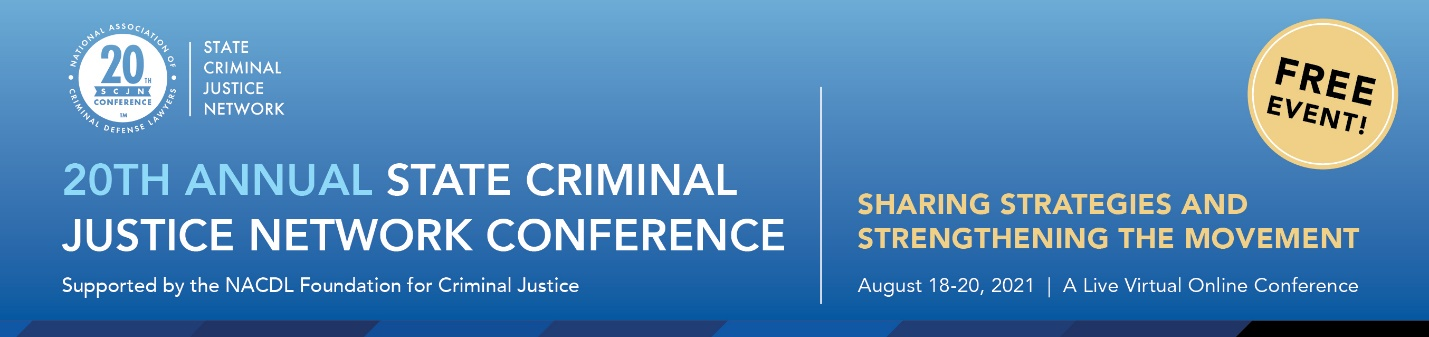 NATIONAL ASSOCIATION OF
CRIMINAL DEFENSE LAWYERS
20TH
SCJN
CONFERENCE
TM
STATE
CRIMINAL
JUSTICE
NETWORK
FREE
EVENT!
20TH ANNUAL STATE CRIMINAL
JUSTICE NETWORK CONFERENCE
Supported by the NACDL Foundation for Criminal Justice
SHARING STRATEGIES AND
STRENGTHENING THE MOVEMENT
August 18-20, 2021 | A Live Virtual Online Conference